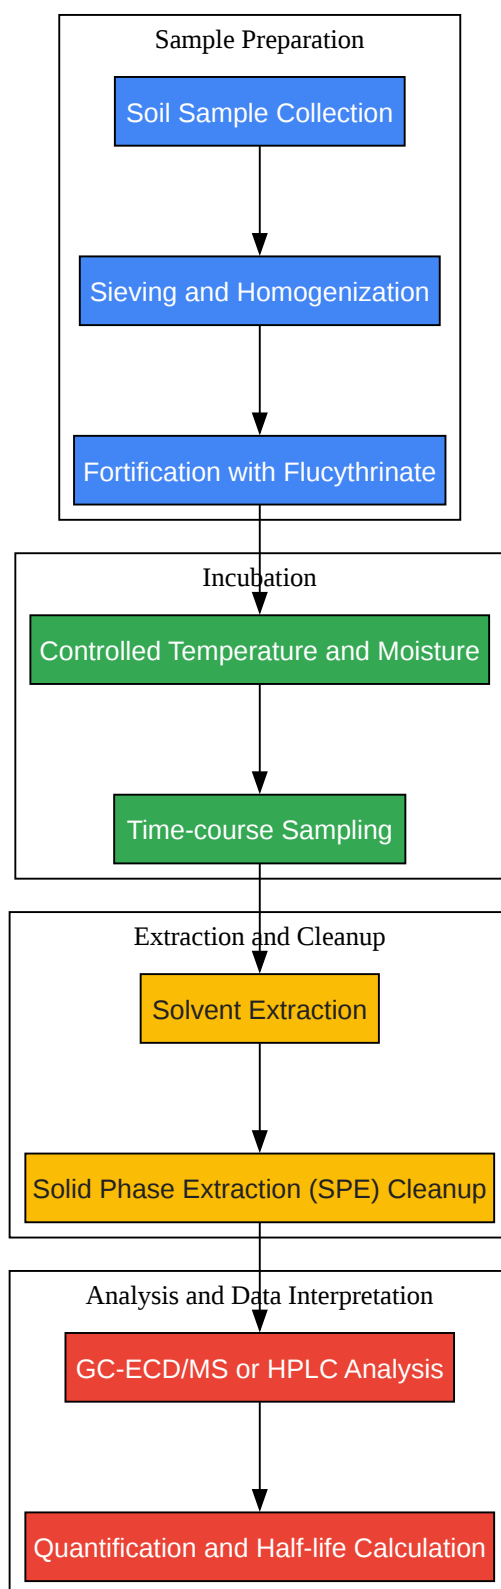 Sample Preparation
Soil Sample Collection
Sieving and Homogenization
Fortification with Flucythrinate
Incubation
Controlled Temperature and Moisture
Time-course Sampling
Extraction and Cleanup
Solvent Extraction
Solid Phase Extraction (SPE) Cleanup
Analysis and Data Interpretation
GC-ECD/MS or HPLC Analysis
Quantification and Half-life Calculation